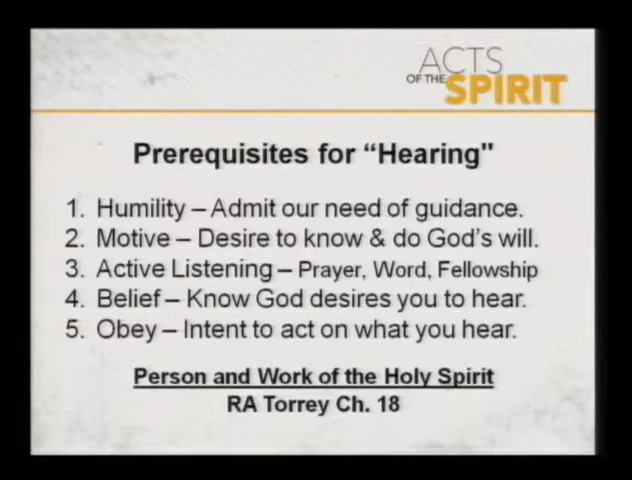 ACTS
OF THE SPIRIT
Prerequisites for “Hearing"
1. Humility – Admit our need of guidance.
2. Motive – Desire to know & do God's will.
3. Active Listening – Prayer, Word, Fellowship
4. Belief – Know God desires you to hear.
5. Obey – Intent to act on what you hear.
Person and Work of the Holy Spirit
RA Torrey Ch. 18